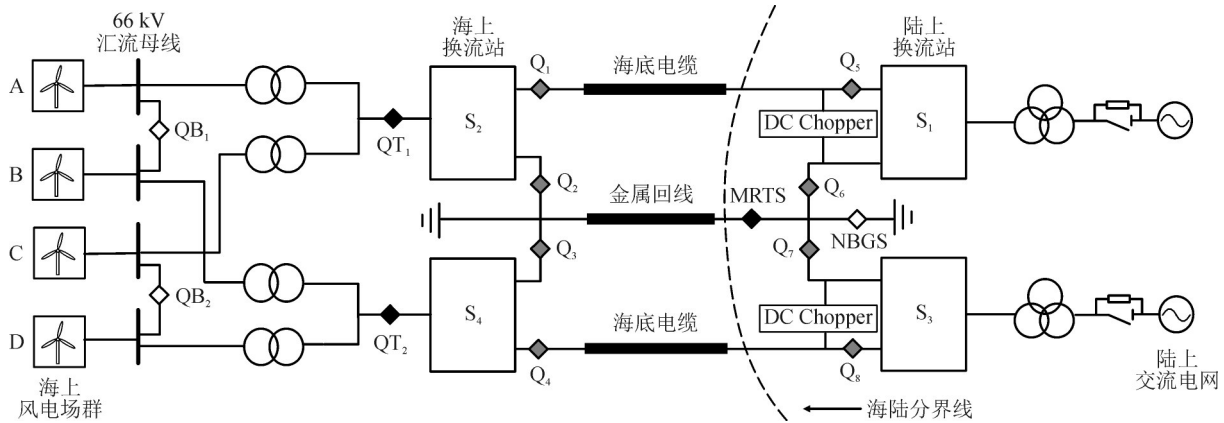 66 kV
汇流母线
海上
换流站
陆上
换流站
A
QB₁
B
C
QB₂
D
海上
风电场群
QT₁
QT₂
S₂
S₄
Q₁
Q₂
Q₃
Q₄
海底电缆
金属回线
海底电缆
MRTS
NBGS
Q₅
Q₆
Q₇
Q₈
DC Chopper
DC Chopper
S₁
S₃
陆上
交流电网
海陆分界线